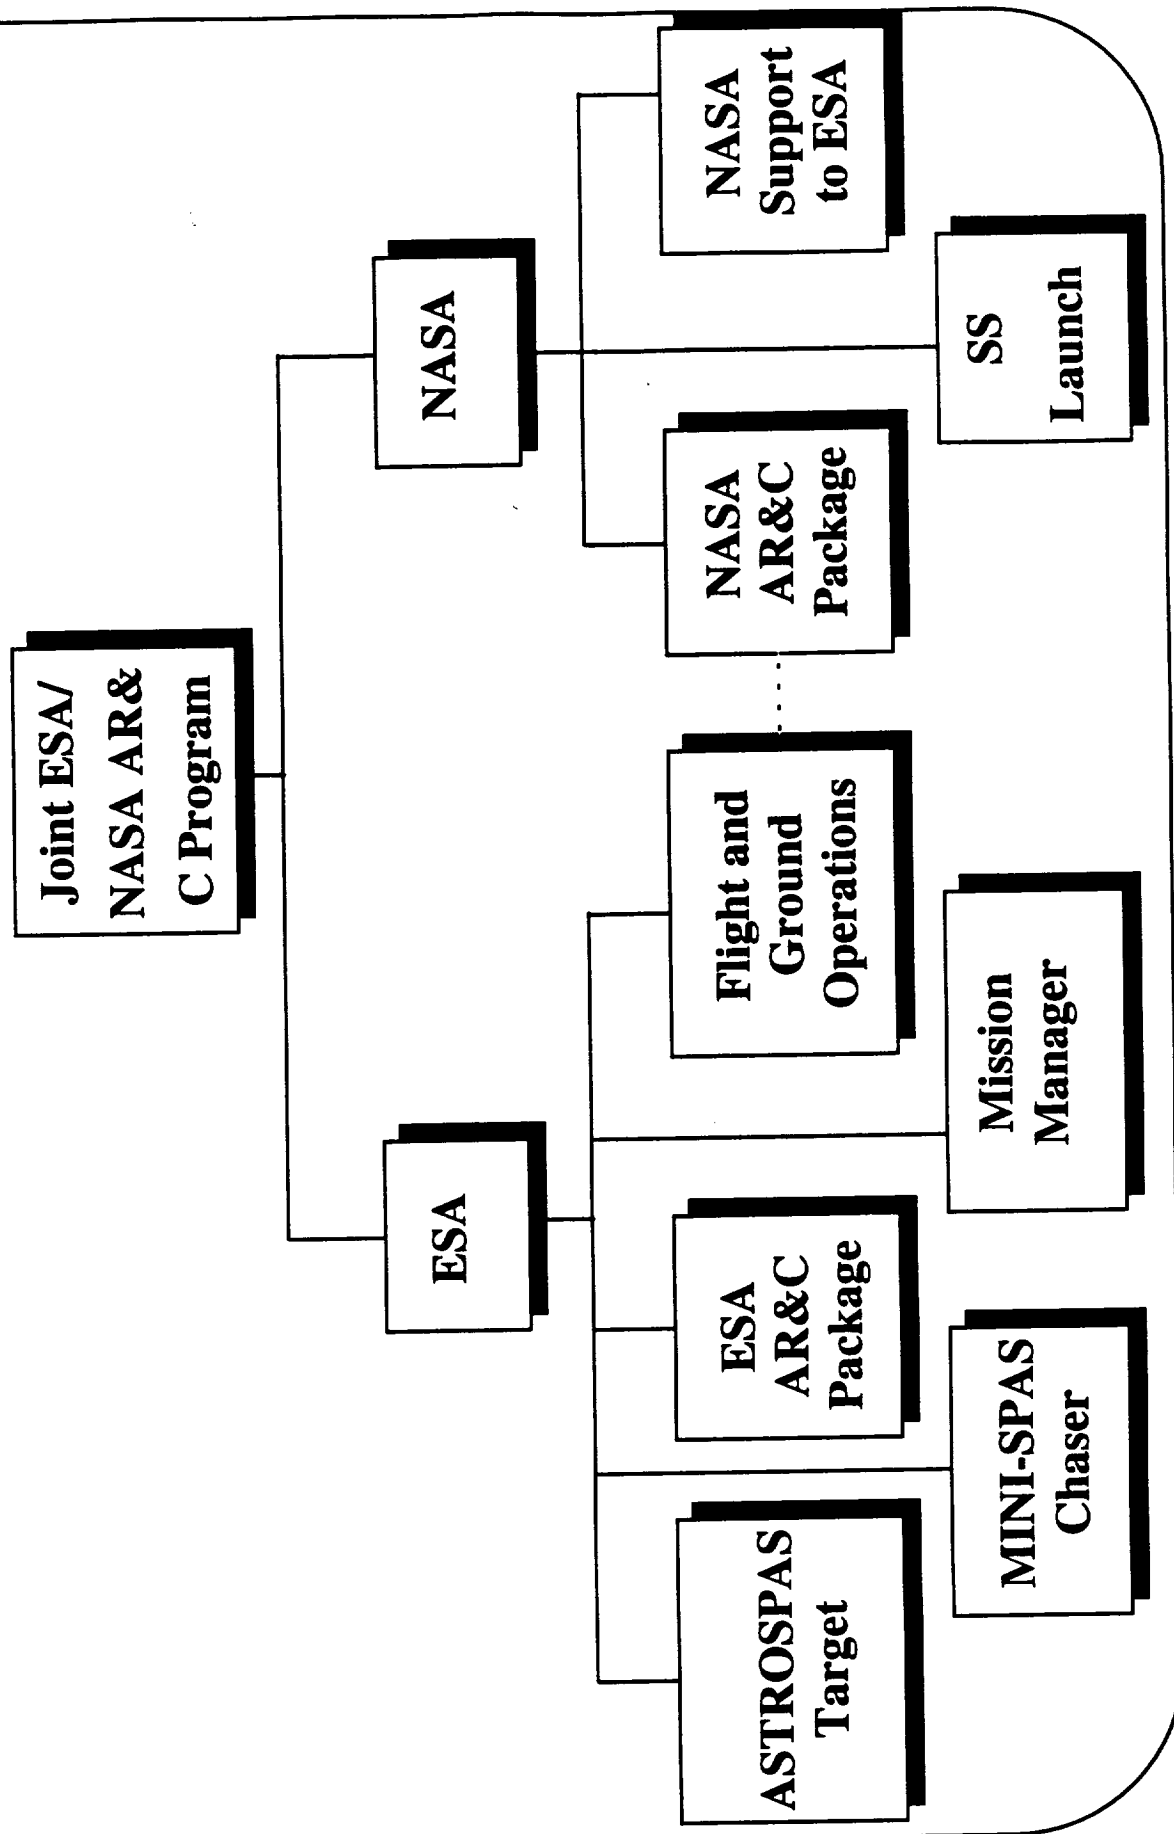 Joint ESA/
NASA AR&
C Program
ESA
NASA
ASTROSPAS
Target
ESA
AR&C
Package
Flight and
Ground
Operations
NASA
AR&C
Package
NASA
Support
to ESA
MINI-SPAS
Chaser
Mission
Manager
SS
Launch